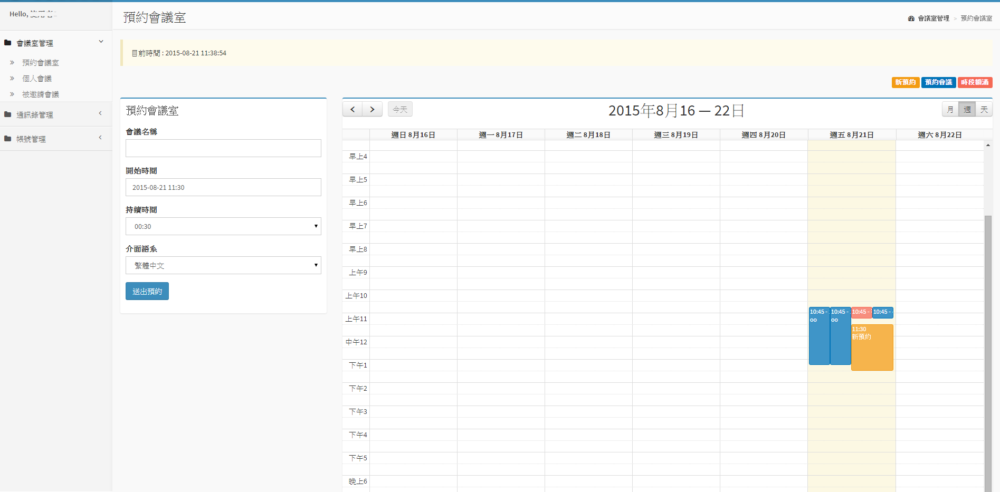 Hello,
會議室管理
預約會議室
個人會議
被邀請會議
通訊錄管理
帳號管理
預約會議室
會議室管理 > 預約會議室
目前時間 : 2015-08-21 11:38:54
新預約 預約會議 時段額滿
預約會議室
會議名稱
開始時間
2015-08-21 11:30
持續時間
00:30
介面語系
繁體中文
送出預約
今天
2015年8月16 — 22日
月 週 天
週日 8月16日 週一 8月17日 週二 8月18日 週三 8月19日 週四 8月20日 週五 8月21日 週六 8月22日
早上4
早上5
早上6
早上7
早上8
上午9
上午10
上午11
中午12
下午1
下午2
下午3
下午4
下午5
晚上6
10:45 -
oo
10:45 -
oo
10:45 -
10:45 -
11:30
新預約